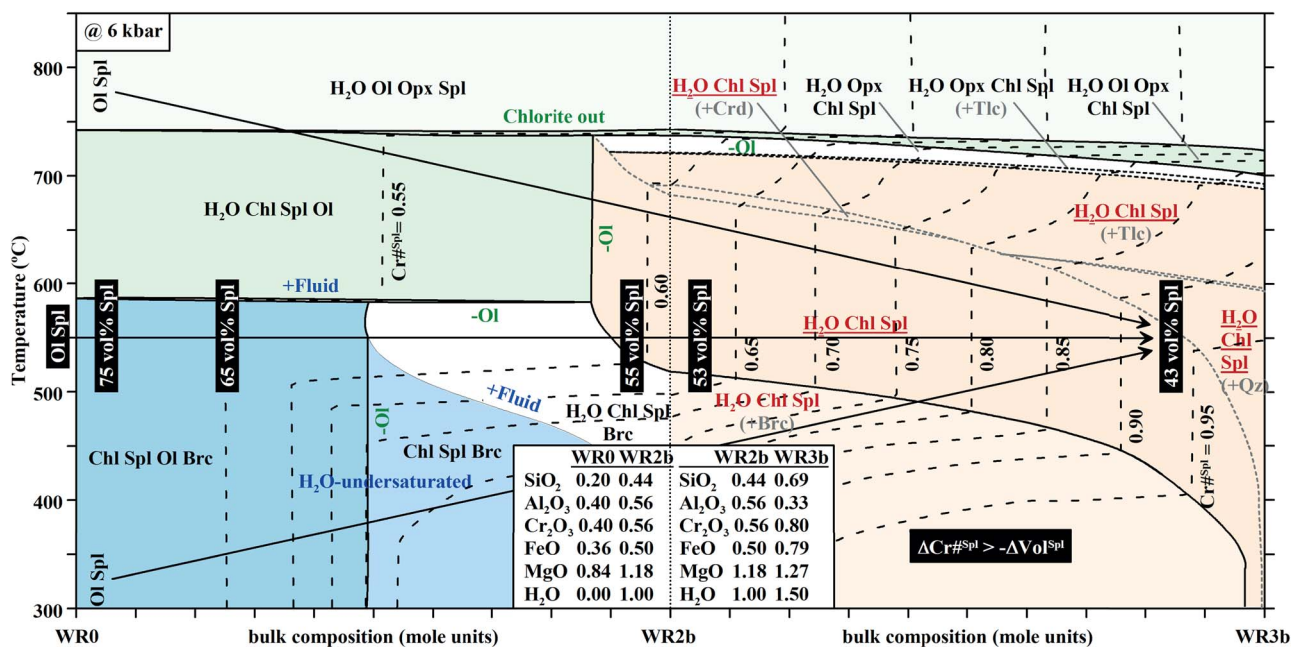 @ 6 kbar
800
700
600
500
400
300
Temperature (ºC)
Ol Spl
H₂O Ol Opx Spl
Chlorite out
H₂O Chl Spl
(+Crd)
H₂O Opx
Chl Spl
H₂O Opx Chl Spl
(+Tlc)
H₂O Ol Opx
Chl Spl
-Ol
H₂O Chl Spl Ol
Cr#ˢᵖˡ= 0.55
-Ol
H₂O Chl Spl
(+Tlc)
+Fluid
-Ol
0.60
Ol Spl
75 vol% Spl
65 vol% Spl
55 vol% Spl
53 vol% Spl
43 vol% Spl
H₂O Chl Spl
0.65
0.70
0.75
0.80
0.85
0.90
Cr#ˢᵖˡ= 0.95
H₂O
Chl
Spl
(+Qz)
+Fluid
-Ol
H₂O Chl Spl
Brc
H₂O Chl Spl
(+Brc)
Chl Spl Ol Brc
Chl Spl Brc
H₂O-undersaturated
Ol Spl
WR0 WR2b WR2b WR3b
SiO₂ 0.20 0.44 SiO₂ 0.44 0.69
Al₂O₃ 0.40 0.56 Al₂O₃ 0.56 0.33
Cr₂O₃ 0.40 0.56 Cr₂O₃ 0.56 0.80
FeO 0.36 0.50 FeO 0.50 0.79
MgO 0.84 1.18 MgO 1.18 1.27
H₂O 0.00 1.00 H₂O 1.00 1.50
ΔCr#ˢᵖˡ > -ΔVolˢᵖˡ
WR0 bulk composition (mole units) WR2b bulk composition (mole units) WR3b